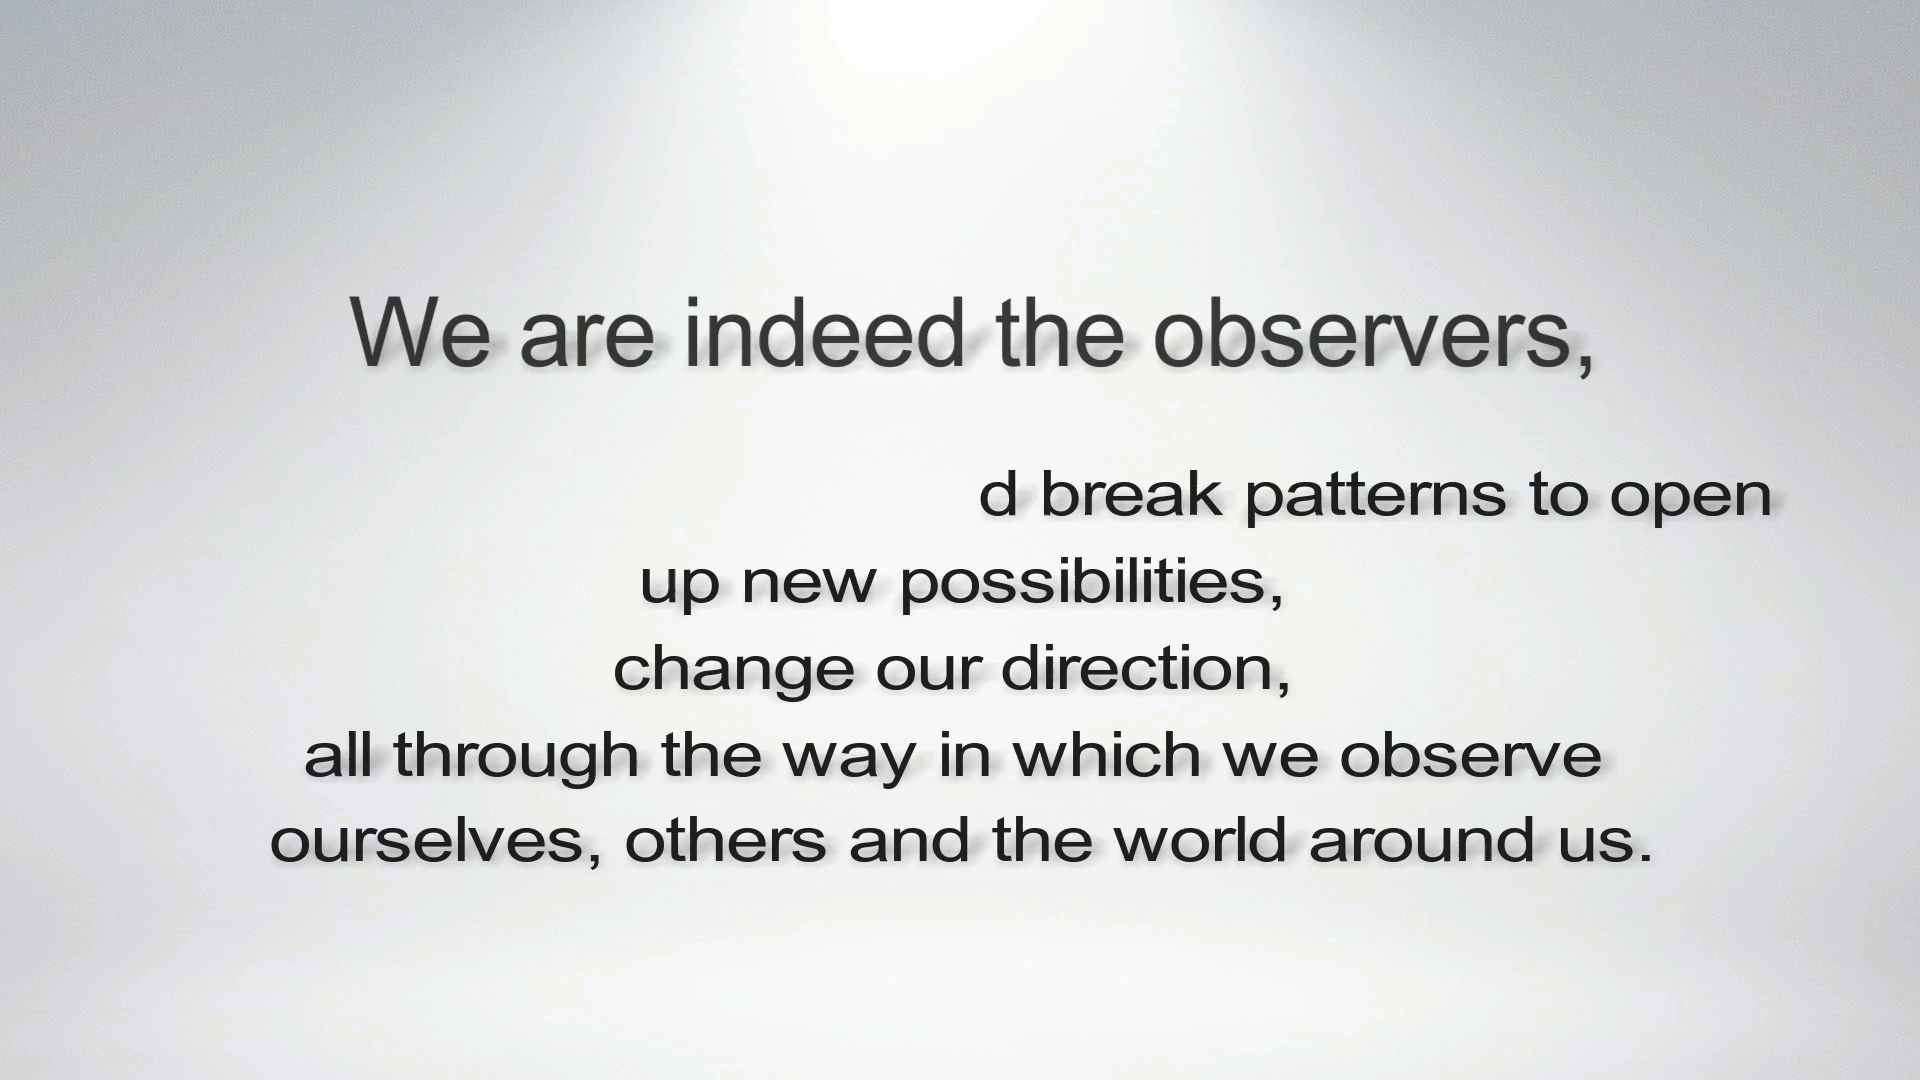 We are indeed the observers,
d break patterns to open
up new possibilities,
change our direction,
all through the way in which we observe
ourselves, others and the world around us.